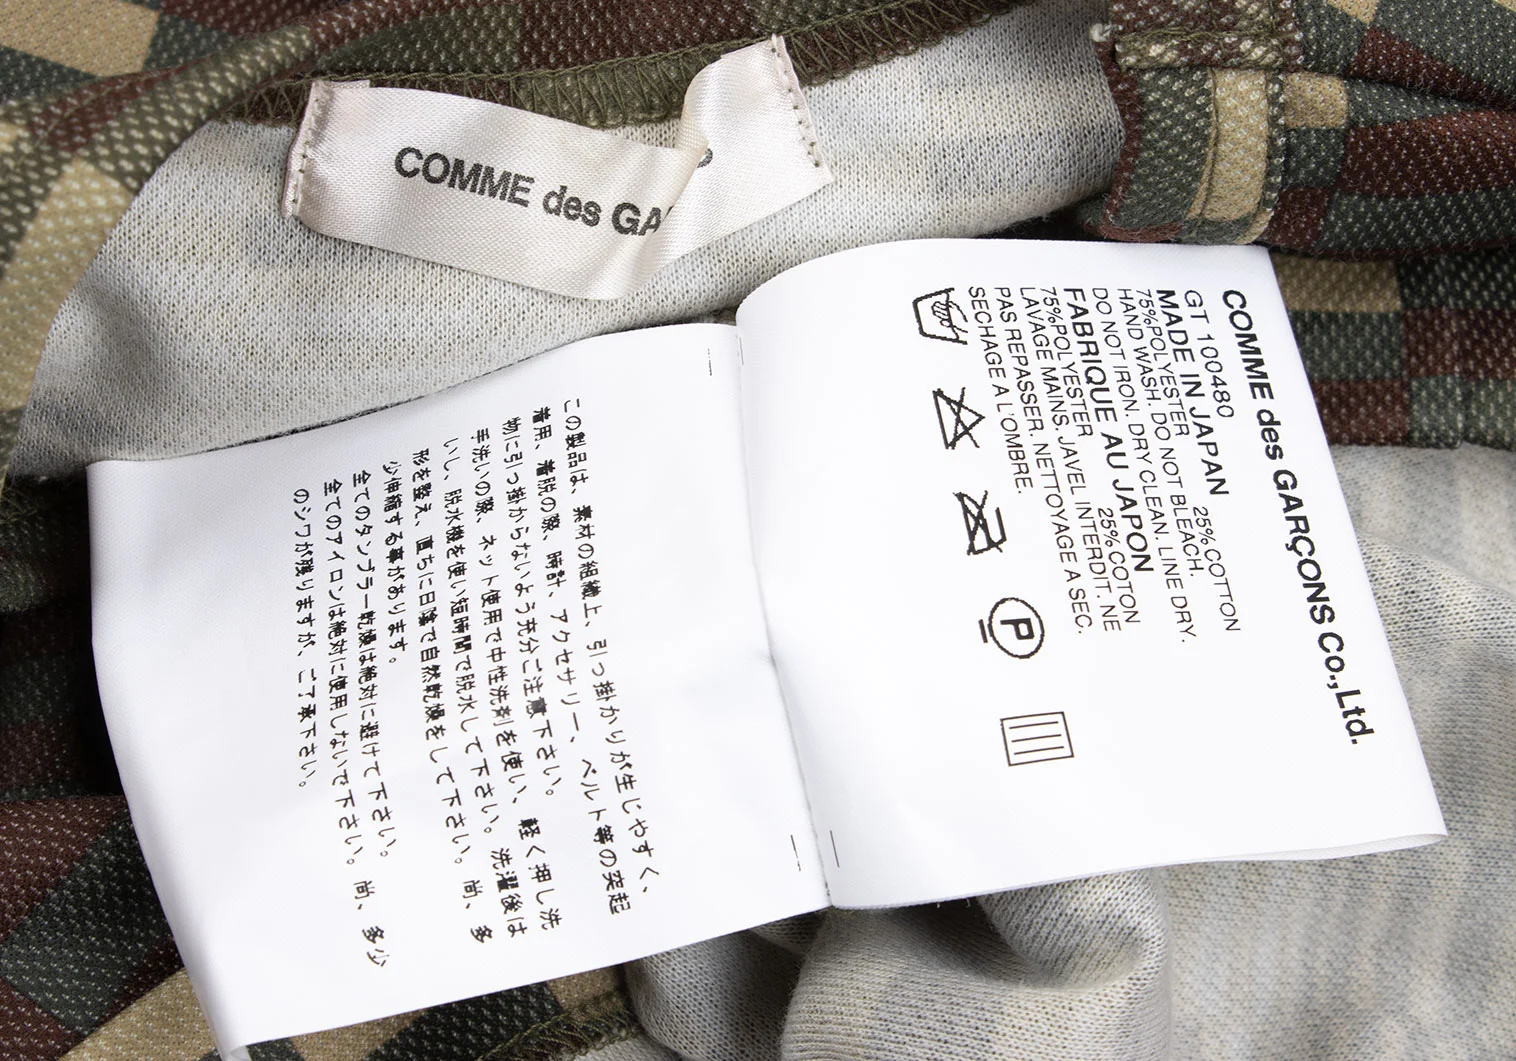 COMME des GA
COMME des GARÇONS Co.,Ltd.
GT 100480
MADE IN JAPAN
75%POLYESTER 25%COTTON
HAND WASH. DO NOT BLEACH.
DO NOT IRON. DRY CLEAN. LINE DRY.
FABRIQUE AU JAPON
75%POLYESTER 25%COTON
LAVAGE MAINS. JAVEL INTERDIT. NE
PAS REPASSER. NETTOYAGE A SEC.
SECHAGE A L'OMBRE.
P
この製品は、素材の組織上、引っ掛かりが生じやすく、
着用、着脱の際、時計、アクセサリー、ベルト等の突起
物に引っ掛からないよう充分ご注意下さい。
手洗いの際、ネット使用で中性洗剤を使い、軽く押し洗
いし、脱水機を使い短時間で脱水して下さい。洗濯後は
形を整え、直ちに日陰で自然乾燥をして下さい。尚、多
少伸縮する事があります。
全てのタンブラー乾燥は絶対に避けて下さい。
全てのアイロンは絶対に使用しないで下さい。尚、多少
のシワが残りますが、ご了承下さい。